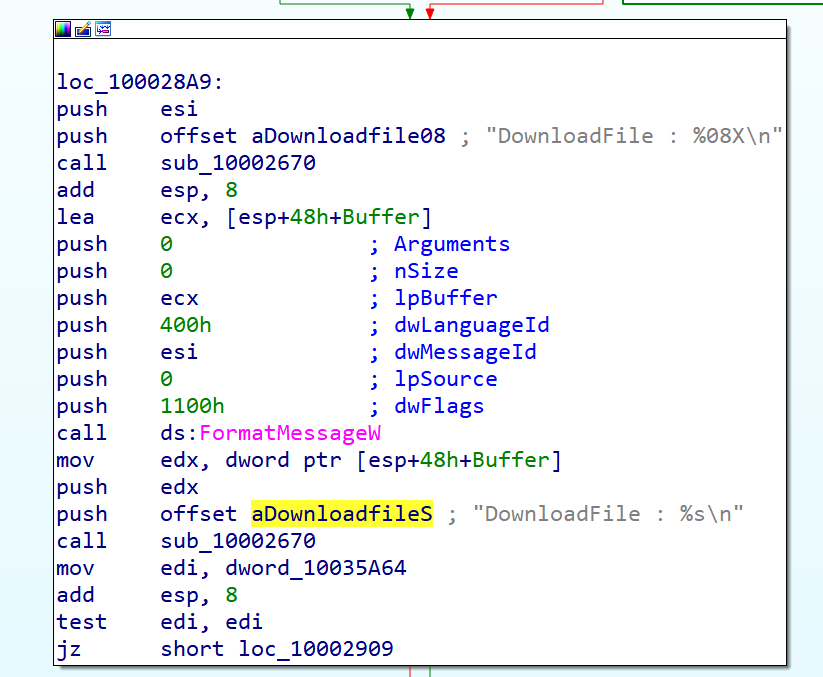 loc_100028A9:
push    esi
push    offset aDownloadfile08 ; "DownloadFile : %08X\n"
call    sub_10002670
add     esp, 8
lea     ecx, [esp+48h+Buffer]
push    0               ; Arguments
push    0               ; nSize
push    ecx             ; lpBuffer
push    400h            ; dwLanguageId
push    esi             ; dwMessageId
push    0               ; lpSource
push    1100h           ; dwFlags
call    ds:FormatMessageW
mov     edx, dword ptr [esp+48h+Buffer]
push    edx
push    offset aDownloadfileS ; "DownloadFile : %s\n"
call    sub_10002670
mov     edi, dword_10035A64
add     esp, 8
test    edi, edi
jz      short loc_10002909